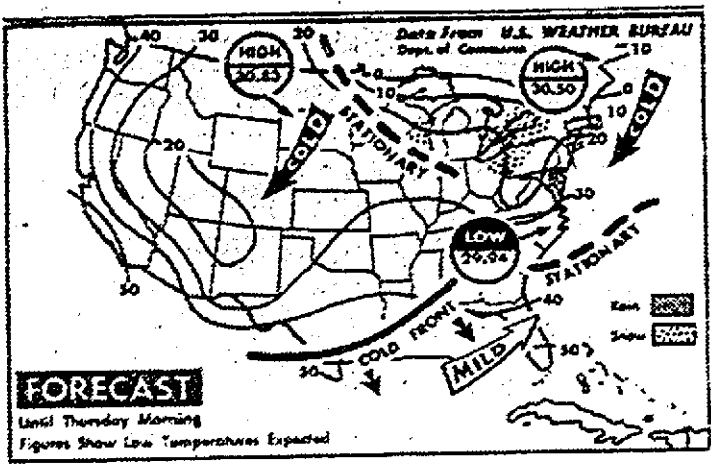 40 30 20
Data From U.S. WEATHER BUREAU
Dept. of Commerce
HIGH
HIGH
30.50
10
0
10
0
10
20
COLD
COLD
STATIONARY
20
30
LOW
29.94
STATIONARY
50
40
COLD FRONT
Rain
Snow
50
MILD
50
FORECAST
Until Thursday Morning
Figures Show Low Temperatures Expected